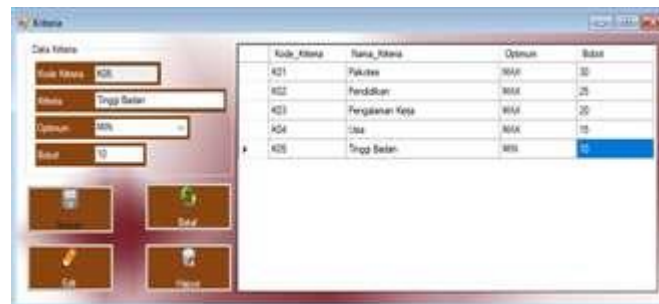 Kriteria
Data Kriteria
Kode Kriteria K05
Kriteria Tinggi Badan
Optimum MIN
Bobot 10
Batal
Edit
Hapus
Kode_Kriteria Nama_Kriteria Optimum Bobot
K01 Psikotes MAX 30
K02 Pendidikan MAX 25
K03 Pengalaman Kerja MAX 20
K04 Usia MAX 15
K05 Tinggi Badan MIN 10